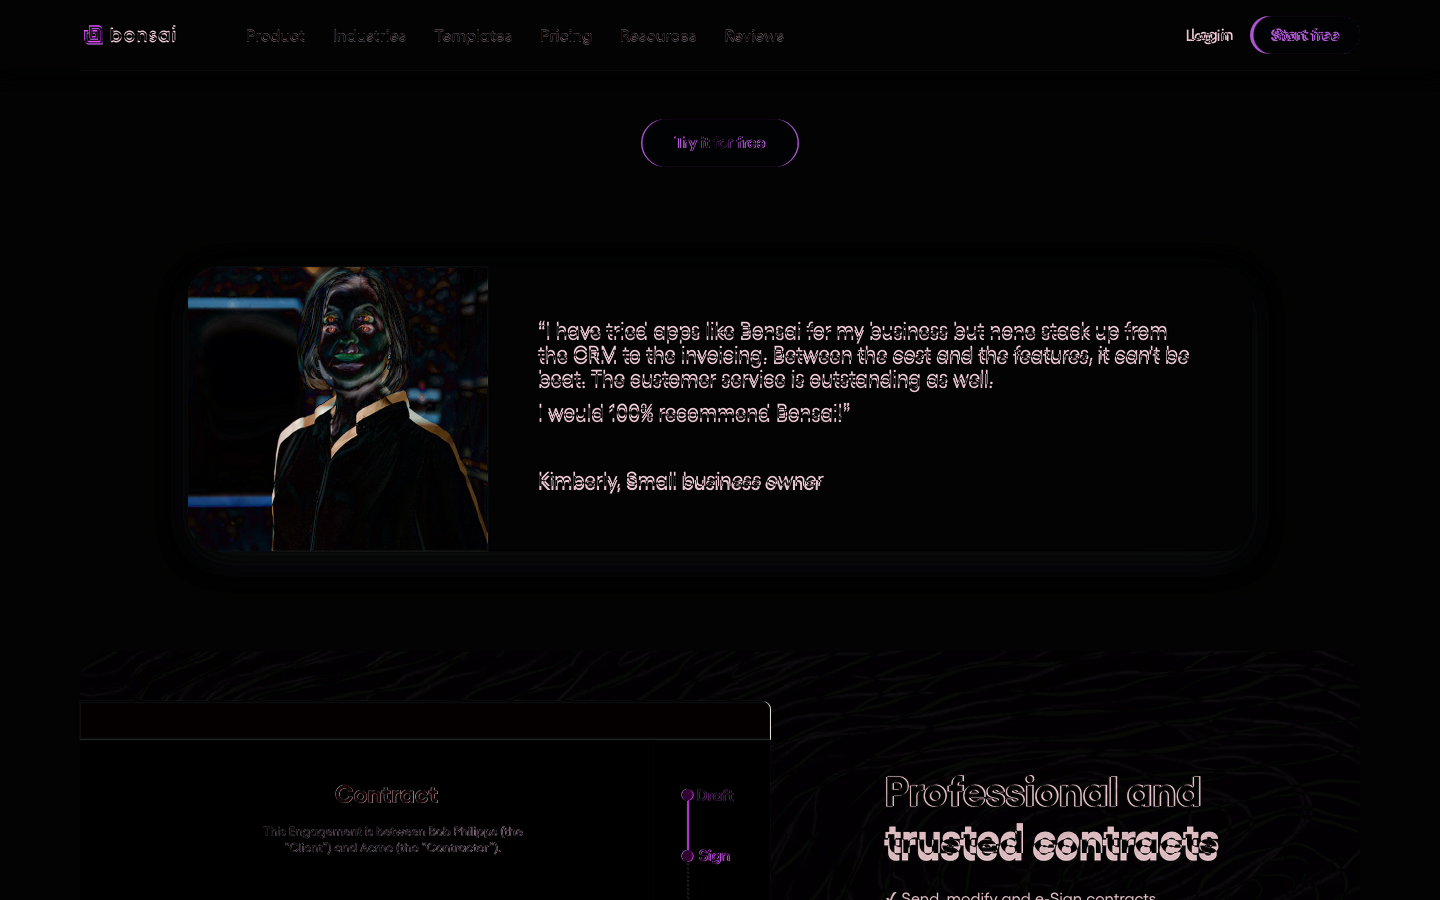 bonsai
Product Industries Templates Pricing Resources Reviews
Login
Start free
Try it for free
“I have tried apps like Bonsai for my business but none stack up from
the CRM to the invoicing. Between the cost and the features, it can't be
beat. The customer service is outstanding as well.
I would 100% recommend Bonsai!”
Kimberly, Small business owner
Contract
This Engagement is between Bob Philipps (the
"Client") and Acme (the "Contractor").
Draft
Sign
Professional and
trusted contracts
✓ Send, modify and e-Sign contracts